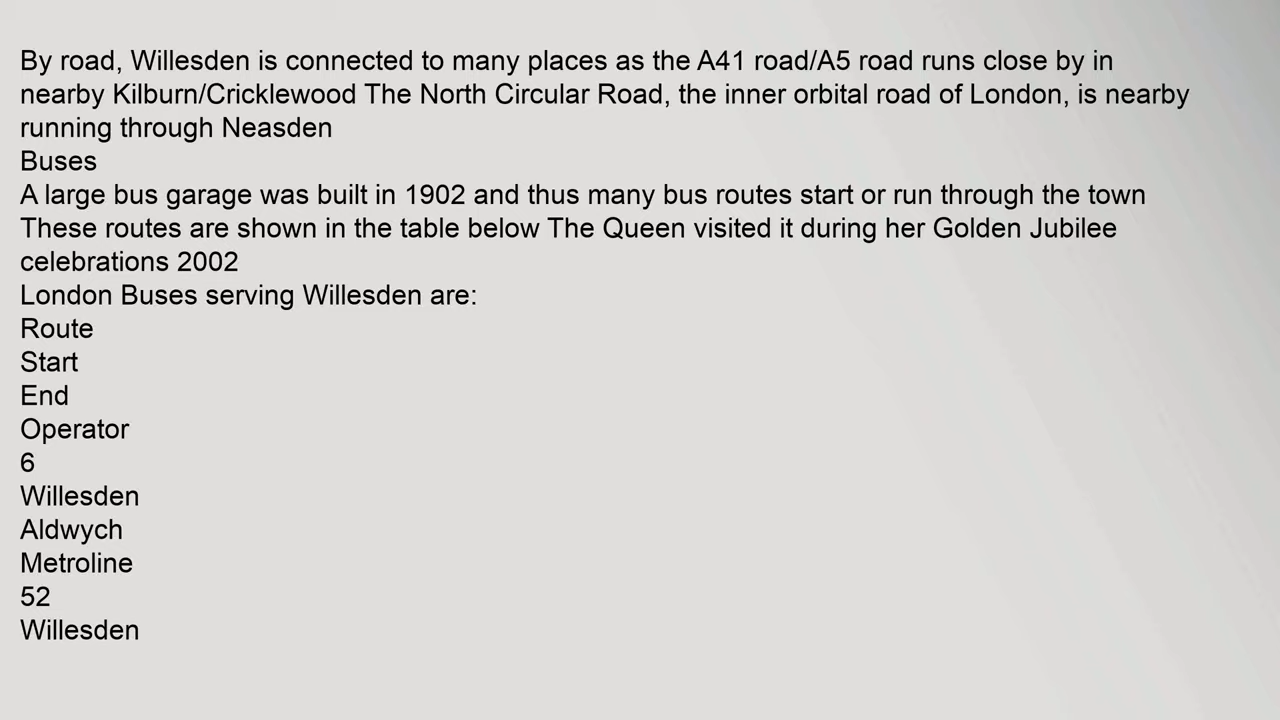 By road, Willesden is connected to many places as the A41 road/A5 road runs close by in
nearby Kilburn/Cricklewood The North Circular Road, the inner orbital road of London, is nearby
running through Neasden
Buses
A large bus garage was built in 1902 and thus many bus routes start or run through the town
These routes are shown in the table below The Queen visited it during her Golden Jubilee
celebrations 2002
London Buses serving Willesden are:
Route
Start
End
Operator
6
Willesden
Aldwych
Metroline
52
Willesden